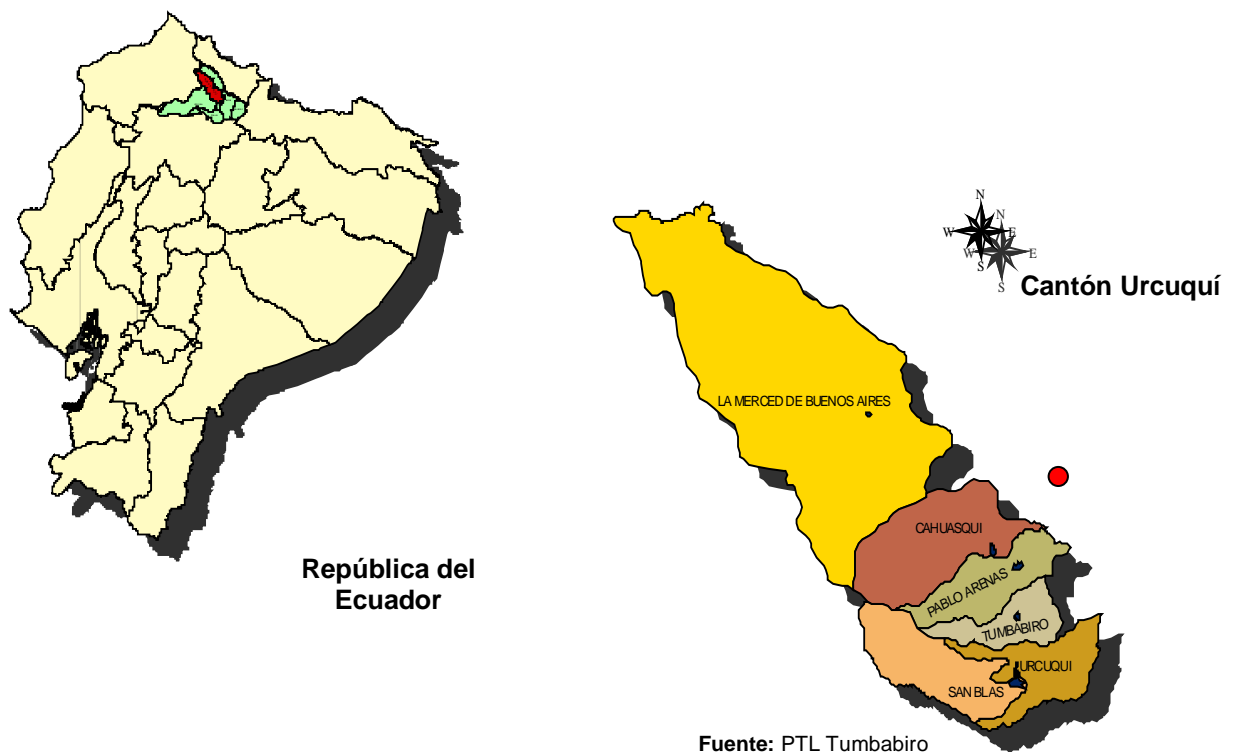 República del
Ecuador
N
N
W
E
W
E
S
S
Cantón Urcuquí
LA MERCED DE BUENOS AIRES
CAHUASQUI
PABLO ARENAS
TUMBABIRO
URCUQUI
SAN BLAS
Fuente: PTL Tumbabiro